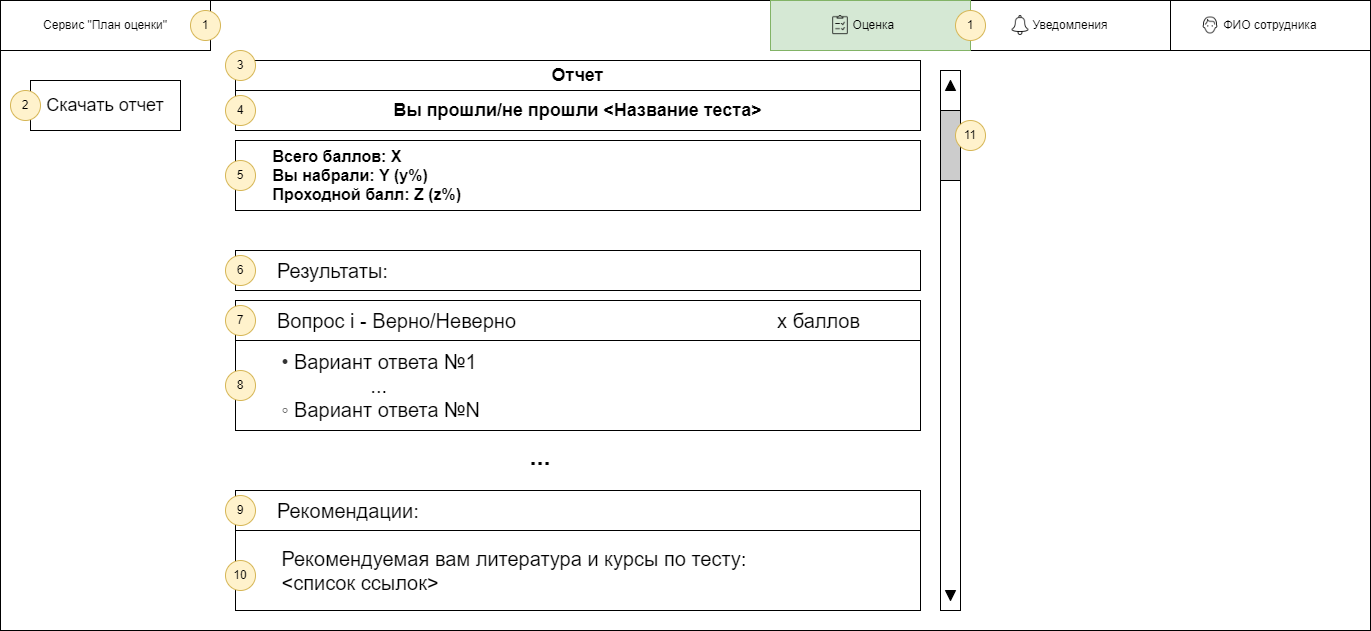 Сервис "План оценки"
1
Оценка
1
Уведомления
ФИО сотрудника
2
Скачать отчет
3
Отчет
4
Вы прошли/не прошли <Название теста>
11
5
Всего баллов: X
Вы набрали: Y (y%)
Проходной балл: Z (z%)
6
Результаты:
7
Вопрос i - Верно/Неверно
x баллов
8
• Вариант ответа №1
...
◦ Вариант ответа №N
...
9
Рекомендации:
10
Рекомендуемая вам литература и курсы по тесту:
<список ссылок>